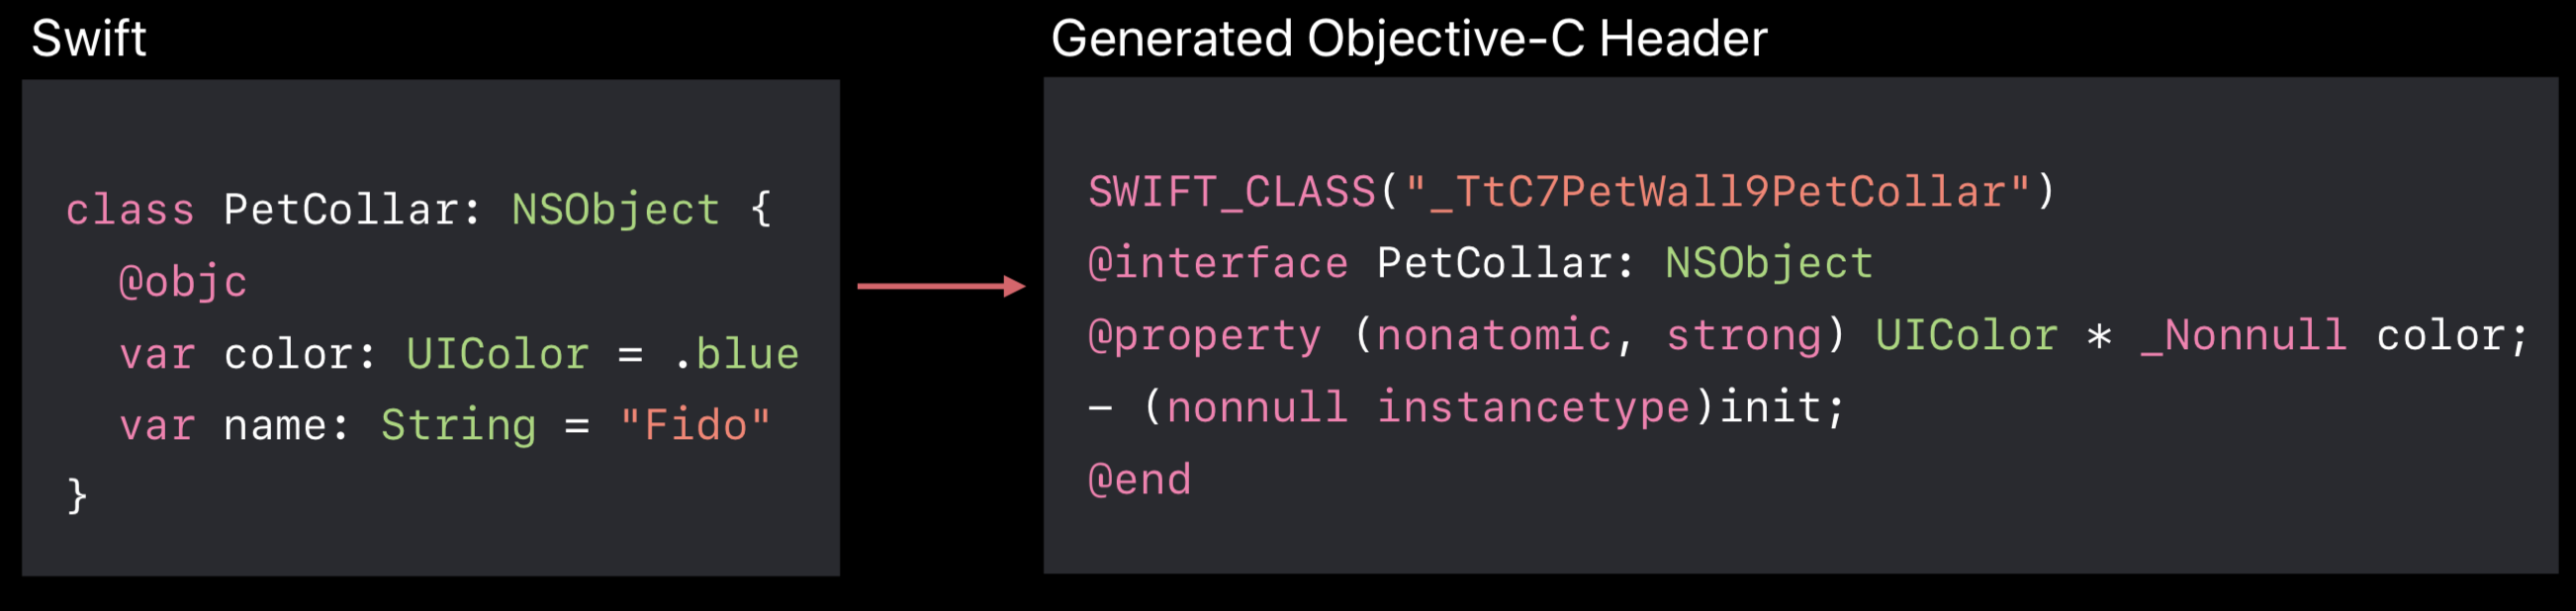 Swift
class PetCollar: NSObject {
@objc
var color: UIColor = .blue
var name: String = "Fido"
}
Generated Objective-C Header
SWIFT_CLASS("_TtC7PetWall9PetCollar")
@interface PetCollar: NSObject
@property (nonatomic, strong) UIColor * _Nonnull color;
– (nonnull instancetype)init;
@end